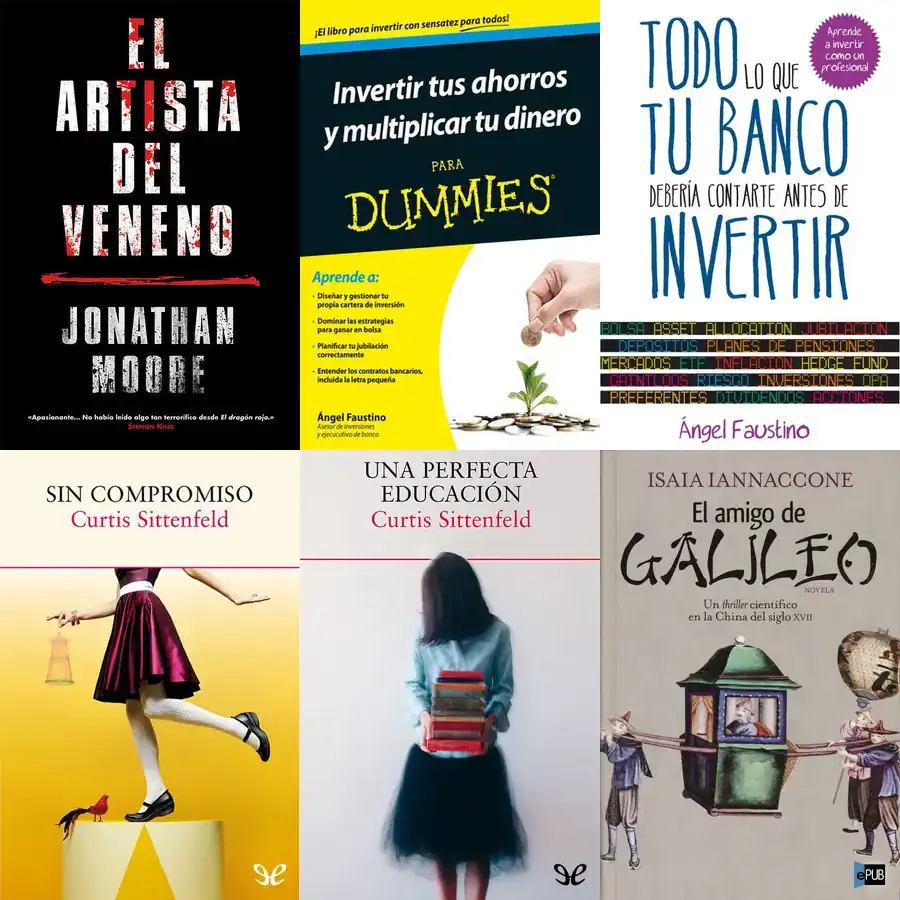 EL
ARTISTA
DEL
VENENO
JONATHAN
MOORE
«Apasionante... No había leído algo tan terrorífico desde El dragón rojo.»
STEPHEN KING
¡El libro para invertir con sensatez para todos!
Invertir tus ahorros
y multiplicar tu dinero
PARA
DUMMIES®
Aprende a:
• Diseñar y gestionar tu
propia cartera de inversión
• Dominar las estrategias
para ganar en bolsa
• Planificar tu jubilación
correctamente
• Entender los contratos bancarios,
incluida la letra pequeña
Ángel Faustino
Asesor de inversiones
y ejecutivo de banca
Aprende
a invertir
como un
profesional
TODO LO QUE
TU BANCO
DEBERÍA CONTARTE ANTES DE
INVERTIR
BOLSA ASSET ALLOCATION JUBILACION
DEPOSITOS PLANES DE PENSIONES
MERCADOS ETF INFLACION HEDGE FUND
RIESGO INVERSIONES OPA
PREFERENTES DIVIDENDOS ACCIONES
Ángel Faustino
SIN COMPROMISO
Curtis Sittenfeld
UNA PERFECTA
EDUCACIÓN
Curtis Sittenfeld
ISAIA IANNACCONE
El amigo de
GALILEO
NOVELA
Un thriller científico
en la China del siglo XVII
ePUB